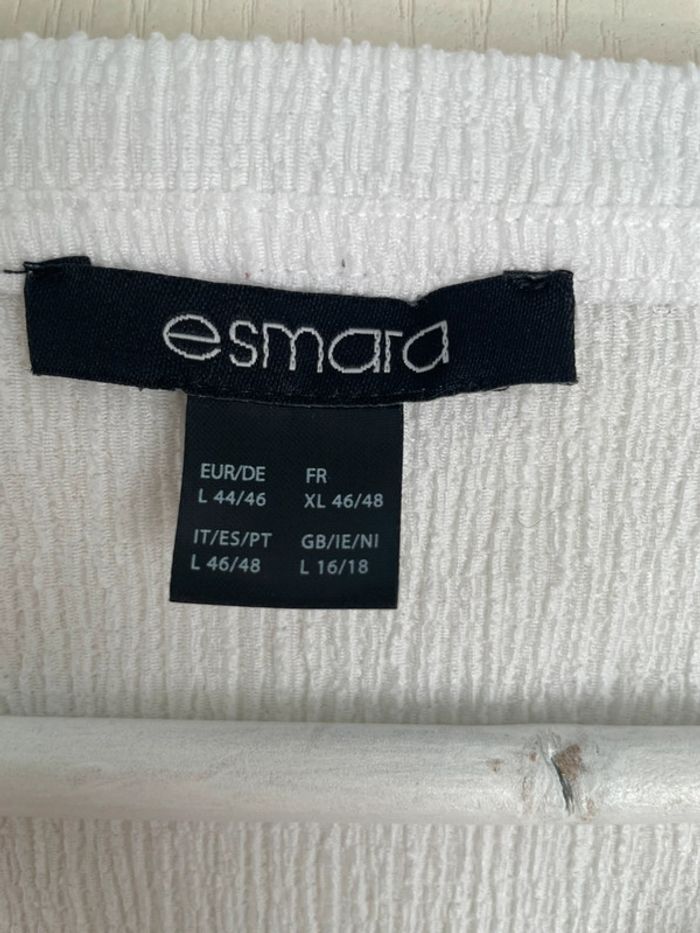 esmara
EUR/DE FR
L 44/46 XL 46/48
IT/ES/PT GB/IE/NI
L 46/48 L 16/18